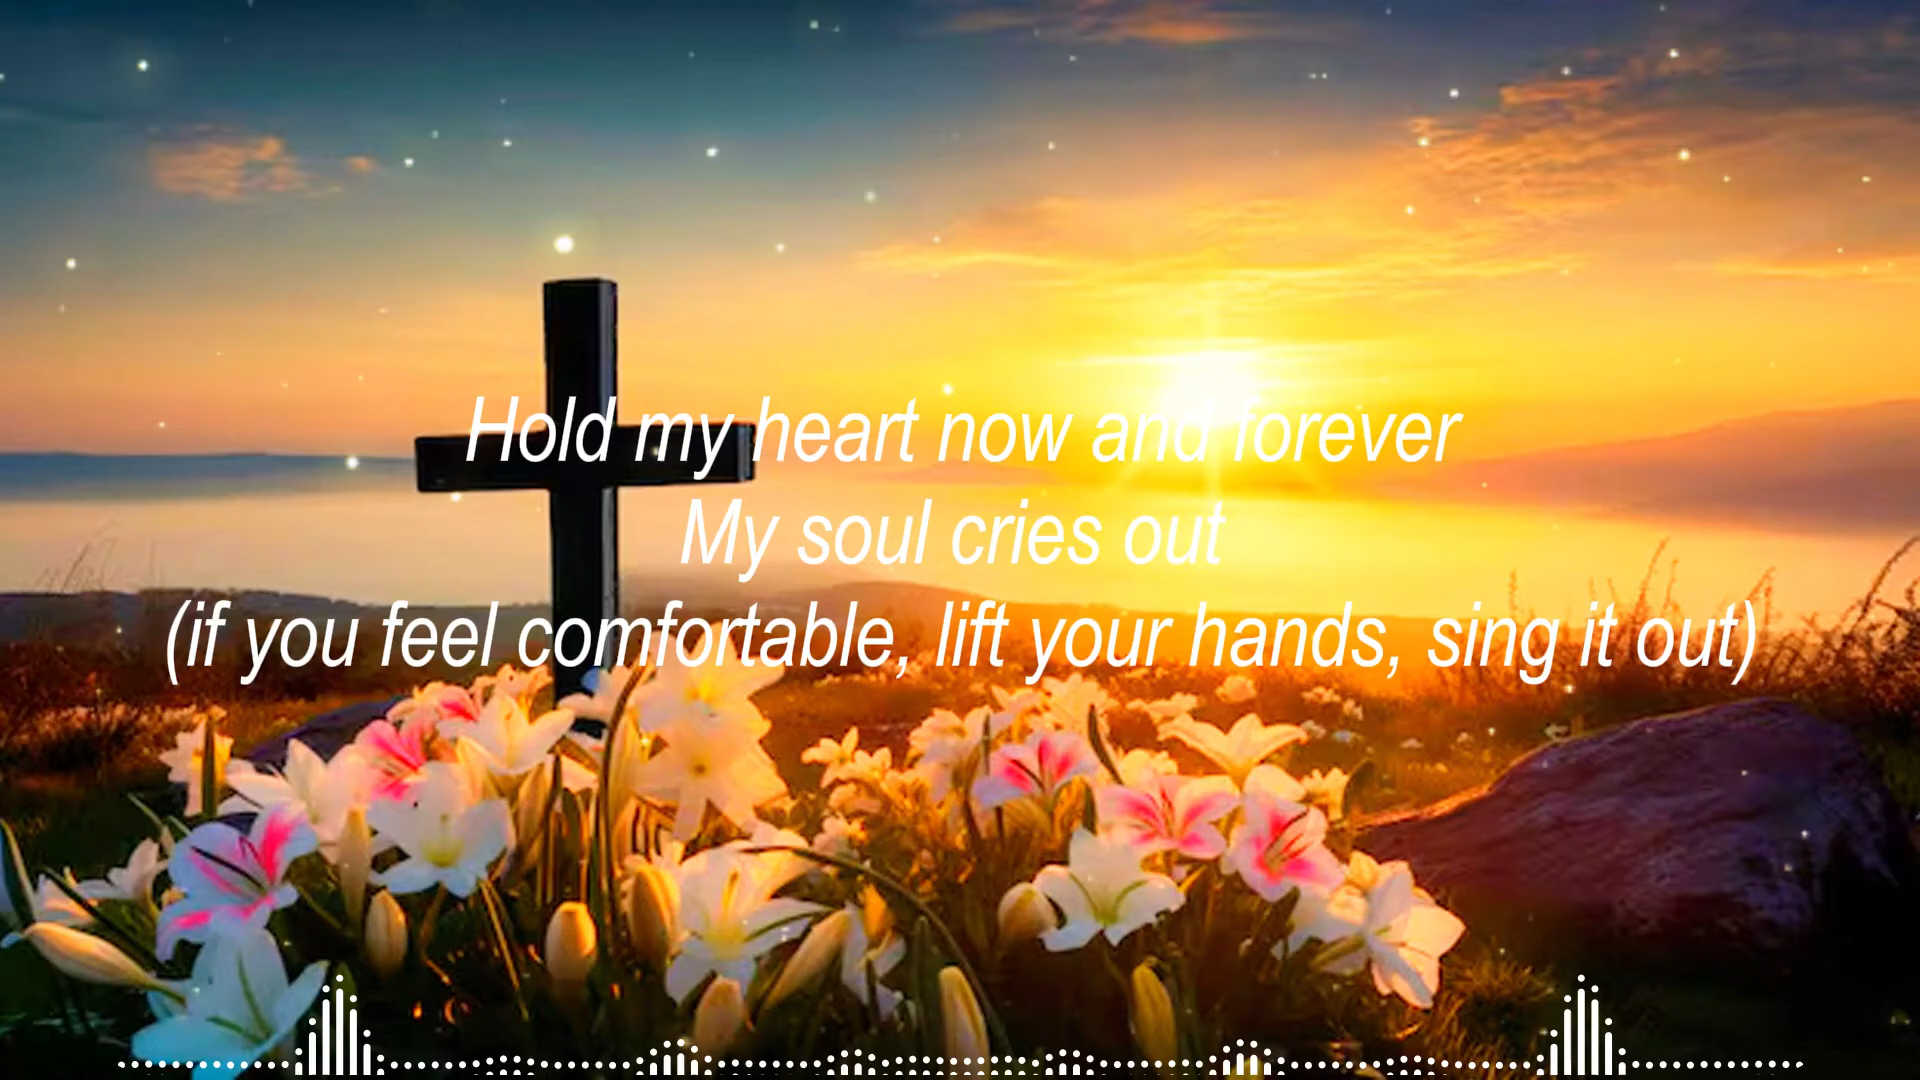 Hold my heart now and forever
My soul cries out
(if you feel comfortable, lift your hands, sing it out)